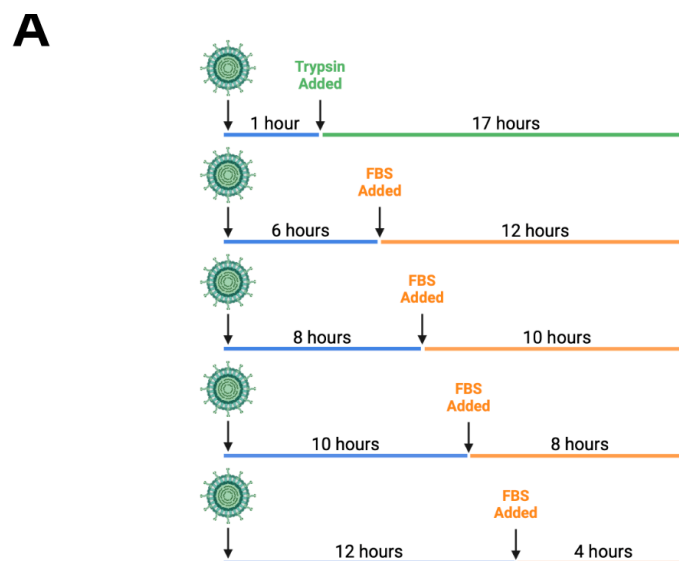 A
Trypsin
Added
1 hour
17 hours
FBS
Added
6 hours
12 hours
FBS
Added
8 hours
10 hours
FBS
Added
10 hours
8 hours
FBS
Added
12 hours
4 hours